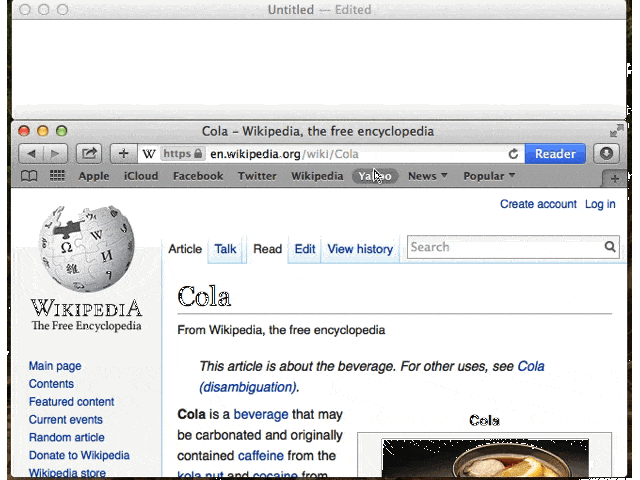 Untitled — Edited
Cola – Wikipedia, the free encyclopedia
W https en.wikipedia.org/wiki/Cola Reader
Apple iCloud Facebook Twitter Wikipedia Yahoo News Popular
Create account Log in
Article Talk Read Edit View history Search
WIKIPEDIA
The Free Encyclopedia
Cola
From Wikipedia, the free encyclopedia
This article is about the beverage. For other uses, see Cola
(disambiguation).
Main page
Contents
Featured content
Current events
Random article
Donate to Wikipedia
Wikipedia store
Cola is a beverage that may
be carbonated and originally
contained caffeine from the
kola nut and cocaine from
Cola